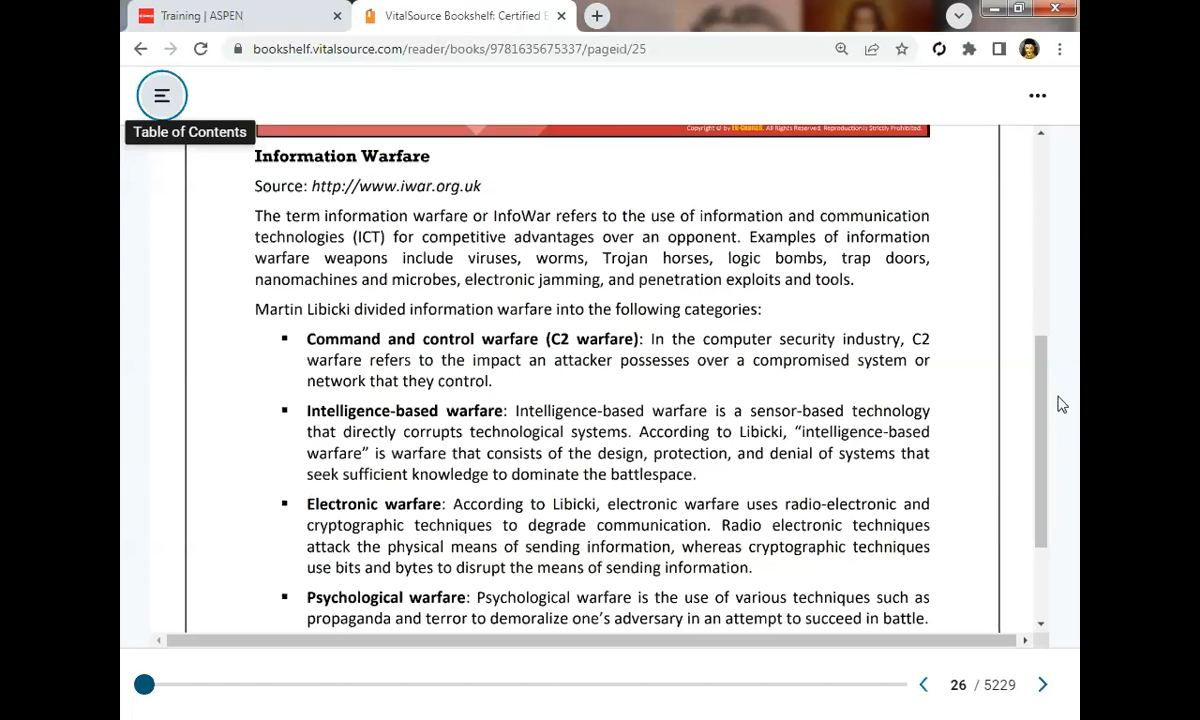 Training | ASPEN
VitalSource Bookshelf: Certified E
bookshelf.vitalsource.com/reader/books/9781635675337/pageid/25
Table of Contents
Copyright © by EC-Council. All Rights Reserved. Reproduction is Strictly Prohibited.
Information Warfare
Source: http://www.iwar.org.uk
The term information warfare or InfoWar refers to the use of information and communication
technologies (ICT) for competitive advantages over an opponent. Examples of information
warfare weapons include viruses, worms, Trojan horses, logic bombs, trap doors,
nanomachines and microbes, electronic jamming, and penetration exploits and tools.
Martin Libicki divided information warfare into the following categories:
▪ Command and control warfare (C2 warfare): In the computer security industry, C2
warfare refers to the impact an attacker possesses over a compromised system or
network that they control.
▪ Intelligence-based warfare: Intelligence-based warfare is a sensor-based technology
that directly corrupts technological systems. According to Libicki, “intelligence-based
warfare” is warfare that consists of the design, protection, and denial of systems that
seek sufficient knowledge to dominate the battlespace.
▪ Electronic warfare: According to Libicki, electronic warfare uses radio-electronic and
cryptographic techniques to degrade communication. Radio electronic techniques
attack the physical means of sending information, whereas cryptographic techniques
use bits and bytes to disrupt the means of sending information.
▪ Psychological warfare: Psychological warfare is the use of various techniques such as
propaganda and terror to demoralize one’s adversary in an attempt to succeed in battle.
26 / 5229